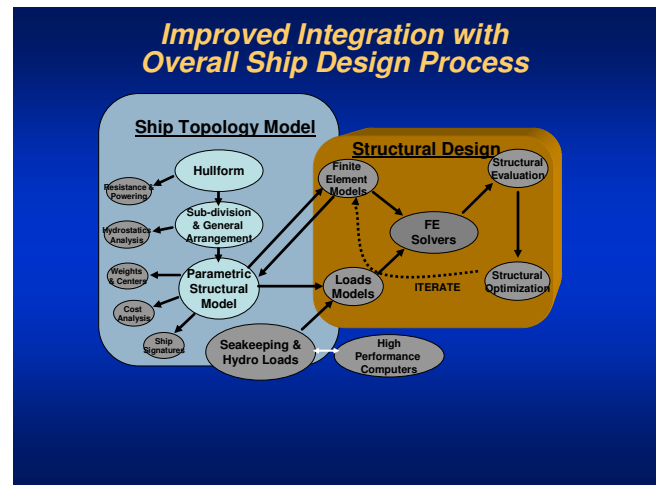 Improved Integration with
Overall Ship Design Process
Ship Topology Model
Structural Design
Hullform
Resistance &
Powering
Sub-division
& General
Arrangement
Hydrostatics
Analysis
Parametric
Structural
Model
Weights
& Centers
Cost
Analysis
Ship
Signatures
Seakeeping &
Hydro Loads
High
Performance
Computers
Finite
Element
Models
Loads
Models
FE
Solvers
Structural
Evaluation
Structural
Optimization
ITERATE